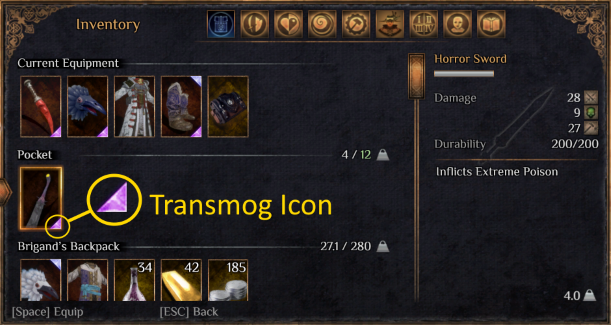 Inventory
Current Equipment
Pocket
4 / 12
Transmog Icon
Brigand's Backpack
27.1 / 280
34
42
185
[Space] Equip
[ESC] Back
Horror Sword
Damage
28
9
27
Durability
200/200
Inflicts Extreme Poison
4.0